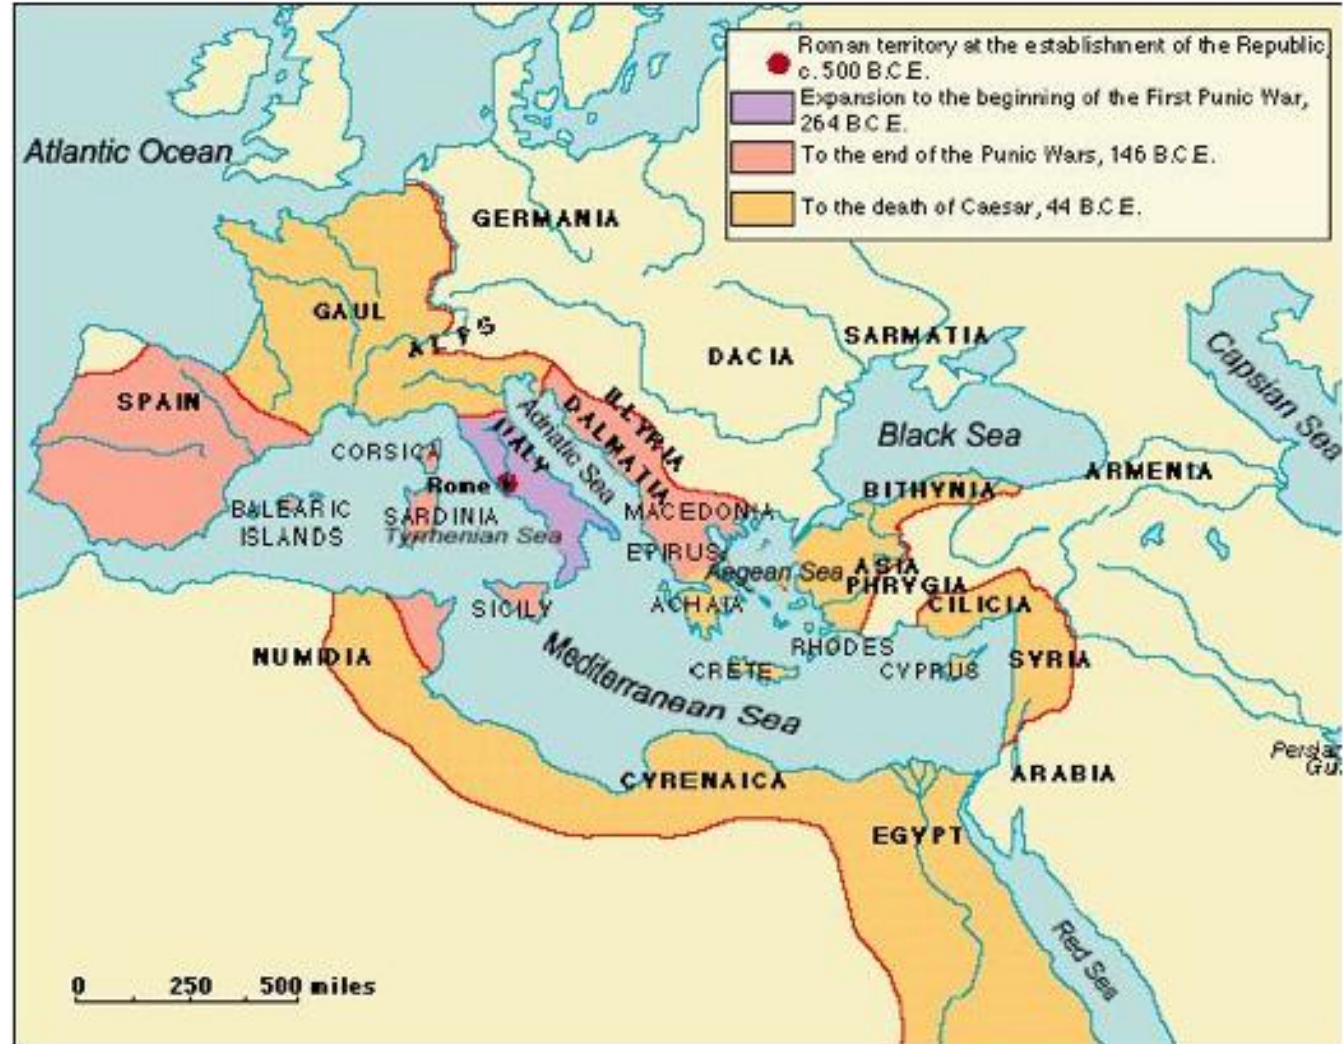 Roman territory at the establishment of the Republic,
c. 500 B.C.E.
Expansion to the beginning of the First Punic War,
264 B.C.E.
To the end of the Punic Wars, 146 B.C.E.
To the death of Caesar, 44 B.C.E.
Atlantic Ocean
GERMANIA
GAUL
ALPS
SARMATIA
DACIA
Capsian Sea
SPAIN
ILLYRIA
DALMATIA
Adriatic Sea
ITALY
Black Sea
CORSICA
ARMENIA
Rome
BITHYNIA
BALEARIC
ISLANDS
SARDINIA
Tyrrhenian Sea
MACEDONIA
EPIRUS
Aegean Sea
ASIA
PHRYGIA
SICILY
ACHAIA
CILICIA
NUMIDIA
Mediterranean Sea
RHODES
CRETE
CYPRUS
SYRIA
Persian
Gu
CYRENAICA
ARABIA
EGYPT
Red Sea
0 250 500 miles